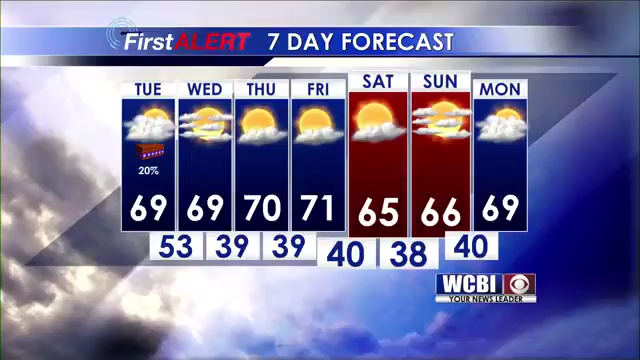 FirstALERT 7 DAY FORECAST
TUE WED THU FRI SAT SUN MON
20%
69 69 70 71 65 66 69
53 39 39 40 38 40
WCBI
YOUR NEWS LEADER